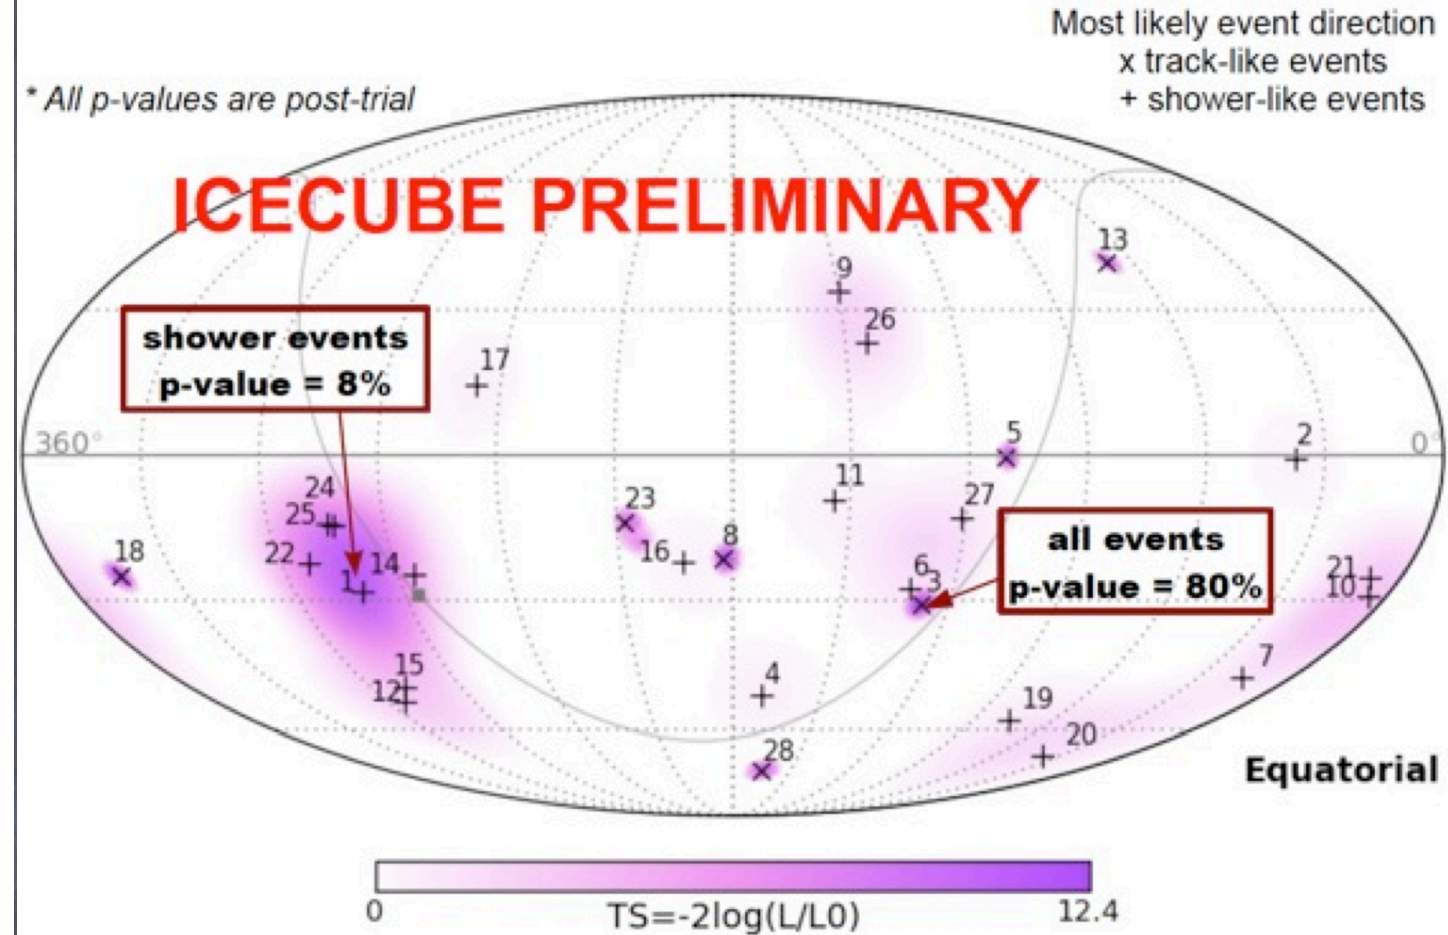 Most likely event direction
x track-like events
+ shower-like events
* All p-values are post-trial
ICECUBE PRELIMINARY
13
9
26
shower events
p-value = 8%
17
360°
5
2
0°
24
25
11
27
23
all events
p-value = 80%
18
22
14
1
16
8
6
3
21
10
15
12
4
7
19
20
28
Equatorial
0
TS=-2log(L/L0)
12.4